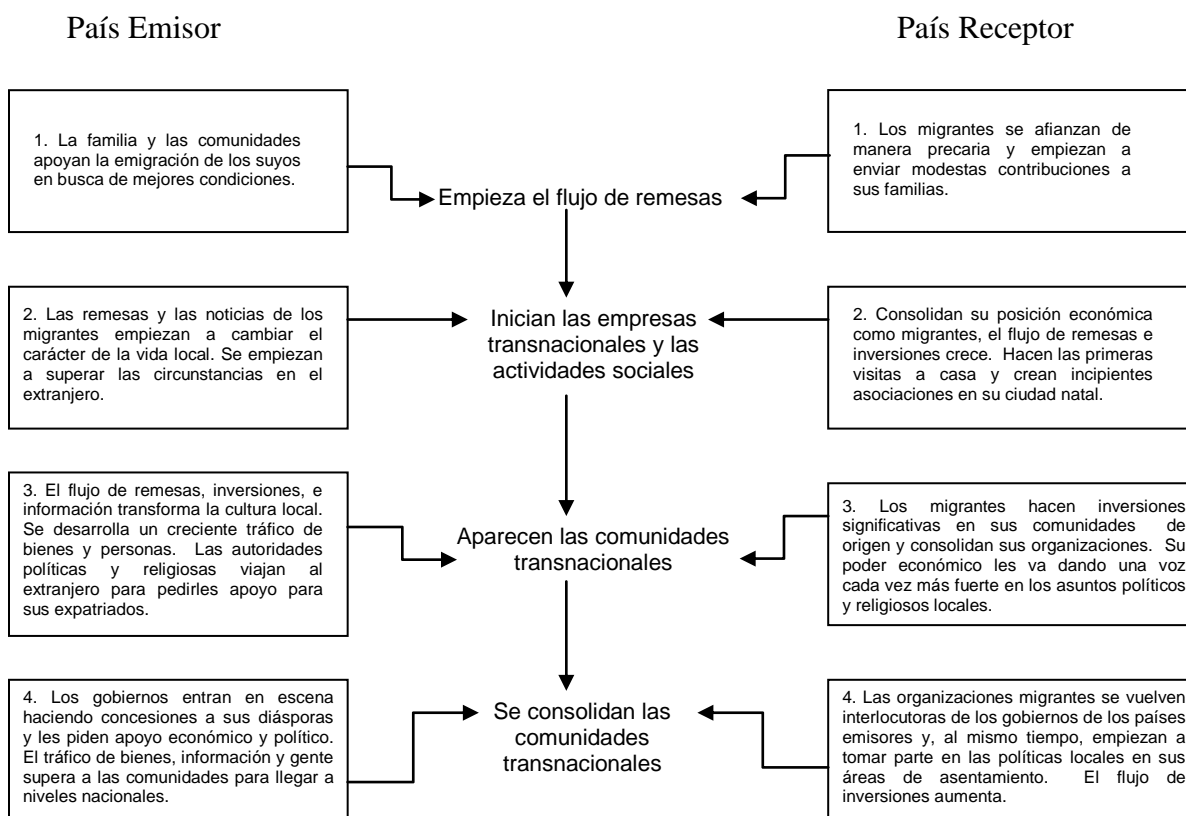 País Emisor
País Receptor
1. La familia y las comunidades
apoyan la emigración de los suyos
en busca de mejores condiciones.
Empieza el flujo de remesas
1. Los migrantes se afianzan de
manera precaria y empiezan a
enviar modestas contribuciones a
sus familias.
2. Las remesas y las noticias de los
migrantes empiezan a cambiar el
carácter de la vida local. Se empiezan
a superar las circunstancias en el
extranjero.
Inician las empresas
transnacionales y las
actividades sociales
2. Consolidan su posición económica
como migrantes, el flujo de remesas e
inversiones crece. Hacen las primeras
visitas a casa y crean incipientes
asociaciones en su ciudad natal.
3. El flujo de remesas, inversiones, e
información transforma la cultura local.
Se desarrolla un creciente tráfico de
bienes y personas. Las autoridades
políticas y religiosas viajan al
extranjero para pedirles apoyo para
sus expatriados.
Aparecen las comunidades
transnacionales
3. Los migrantes hacen inversiones
significativas en sus comunidades de
origen y consolidan sus organizaciones. Su
poder económico les va dando una voz
cada vez más fuerte en los asuntos políticos
y religiosos locales.
4. Los gobiernos entran en escena
haciendo concesiones a sus diásporas
y les piden apoyo económico y político.
El tráfico de bienes, información y gente
supera a las comunidades para llegar a
niveles nacionales.
Se consolidan las
comunidades
transnacionales
4. Las organizaciones migrantes se vuelven
interlocutoras de los gobiernos de los países
emisores y, al mismo tiempo, empiezan a
tomar parte en las políticas locales en sus
áreas de asentamiento. El flujo de
inversiones aumenta.